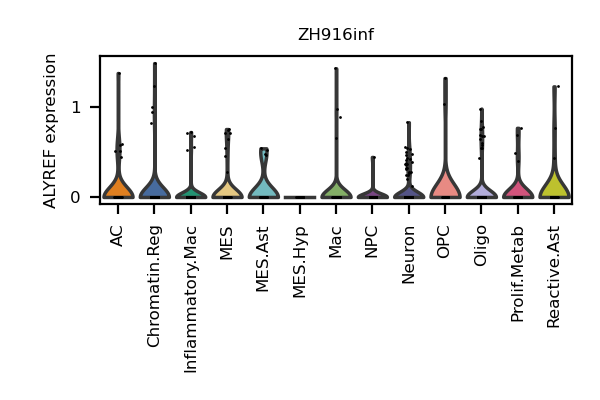 ZH916inf
ALYREF expression
1
0
AC
Chromatin.Reg
Inflammatory.Mac
MES
MES.Ast
MES.Hyp
Mac
NPC
Neuron
OPC
Oligo
Prolif.Metab
Reactive.Ast